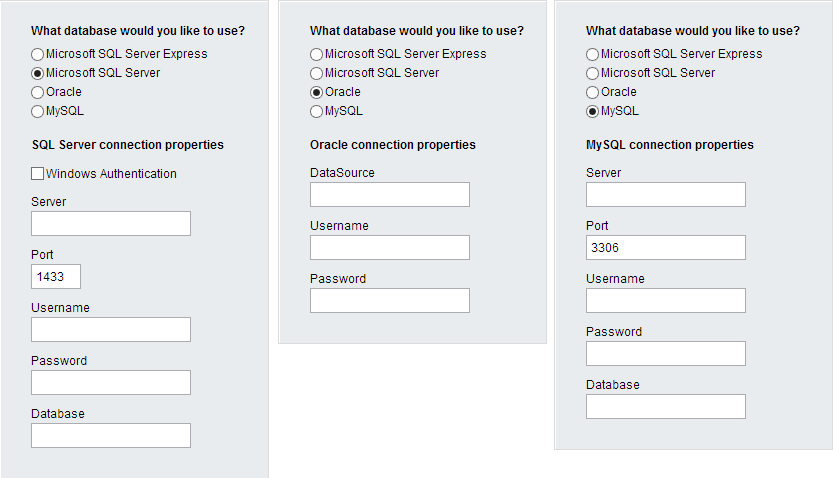 What database would you like to use?
Microsoft SQL Server Express
Microsoft SQL Server
Oracle
MySQL
SQL Server connection properties
Windows Authentication
Server
Port
1433
Username
Password
Database
What database would you like to use?
Microsoft SQL Server Express
Microsoft SQL Server
Oracle
MySQL
Oracle connection properties
DataSource
Username
Password
What database would you like to use?
Microsoft SQL Server Express
Microsoft SQL Server
Oracle
MySQL
MySQL connection properties
Server
Port
3306
Username
Password
Database